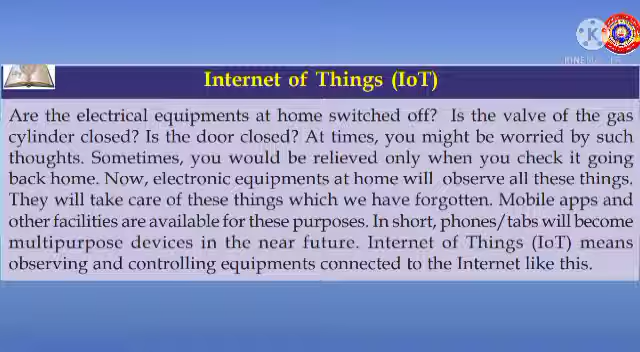 Internet of Things (IoT)
Are the electrical equipments at home switched off? Is the valve of the gas
cylinder closed? Is the door closed? At times, you might be worried by such
thoughts. Sometimes, you would be relieved only when you check it going
back home. Now, electronic equipments at home will observe all these things.
They will take care of these things which we have forgotten. Mobile apps and
other facilities are available for these purposes. In short, phones/tabs will become
multipurpose devices in the near future. Internet of Things (IoT) means
observing and controlling equipments connected to the Internet like this.